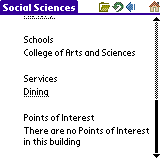 Social Sciences
Schools
College of Arts and Sciences
Services
Dining
Points of Interest
There are no Points of Interest
in this building